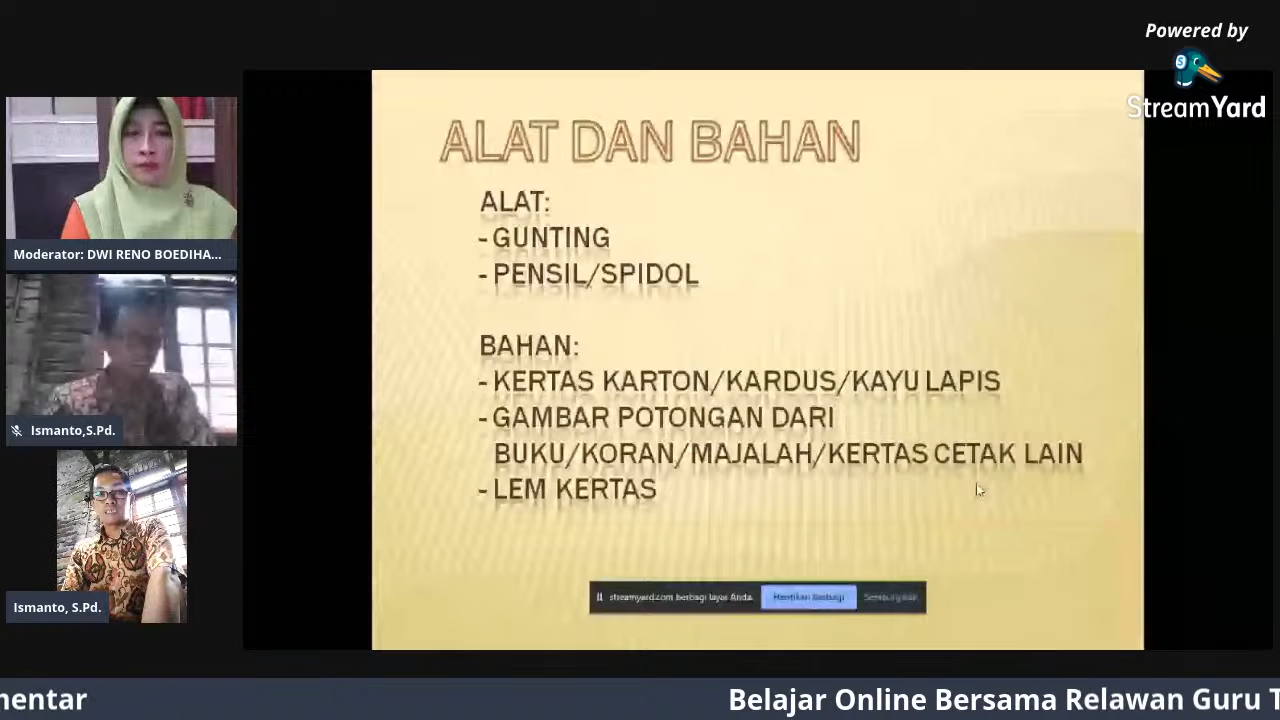 Powered by
StreamYard
ALAT DAN BAHAN
ALAT:
- GUNTING
- PENSIL/SPIDOL
BAHAN:
- KERTAS KARTON/KARDUS/KAYU LAPIS
- GAMBAR POTONGAN DARI
BUKU/KORAN/MAJALAH/KERTAS CETAK LAIN
- LEM KERTAS
streamyard.com berbagi layar Anda.
Hentikan berbagi
Sembunyikan
Moderator: DWI RENO BOEDIHA...
Ismanto,S.Pd.
Ismanto, S.Pd.
mentar
Belajar Online Bersama Relawan Guru T